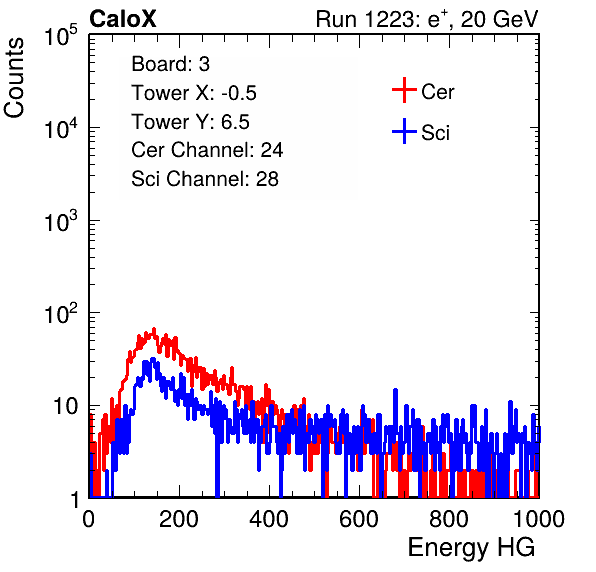 CaloX Run 1223: e⁺, 20 GeV
Board: 3
Tower X: -0.5
Tower Y: 6.5
Cer Channel: 24
Sci Channel: 28
Cer
Sci
Counts
10⁵
10⁴
10³
10²
10
1
0 200 400 600 800 1000
Energy HG